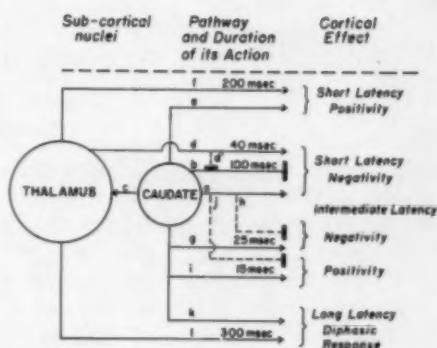 Sub-cortical nuclei
Pathway and Duration of its Action
Cortical Effect
f 200 msec
e
Short Latency
Positivity
d 40 msec
d'
b 100 msec
a
Short Latency
Negativity
THALAMUS
c
CAUDATE
j
h
Intermediate Latency
g 25 msec
Negativity
i 15 msec
Positivity
k
Long Latency
Diphasic
Response
l 300 msec